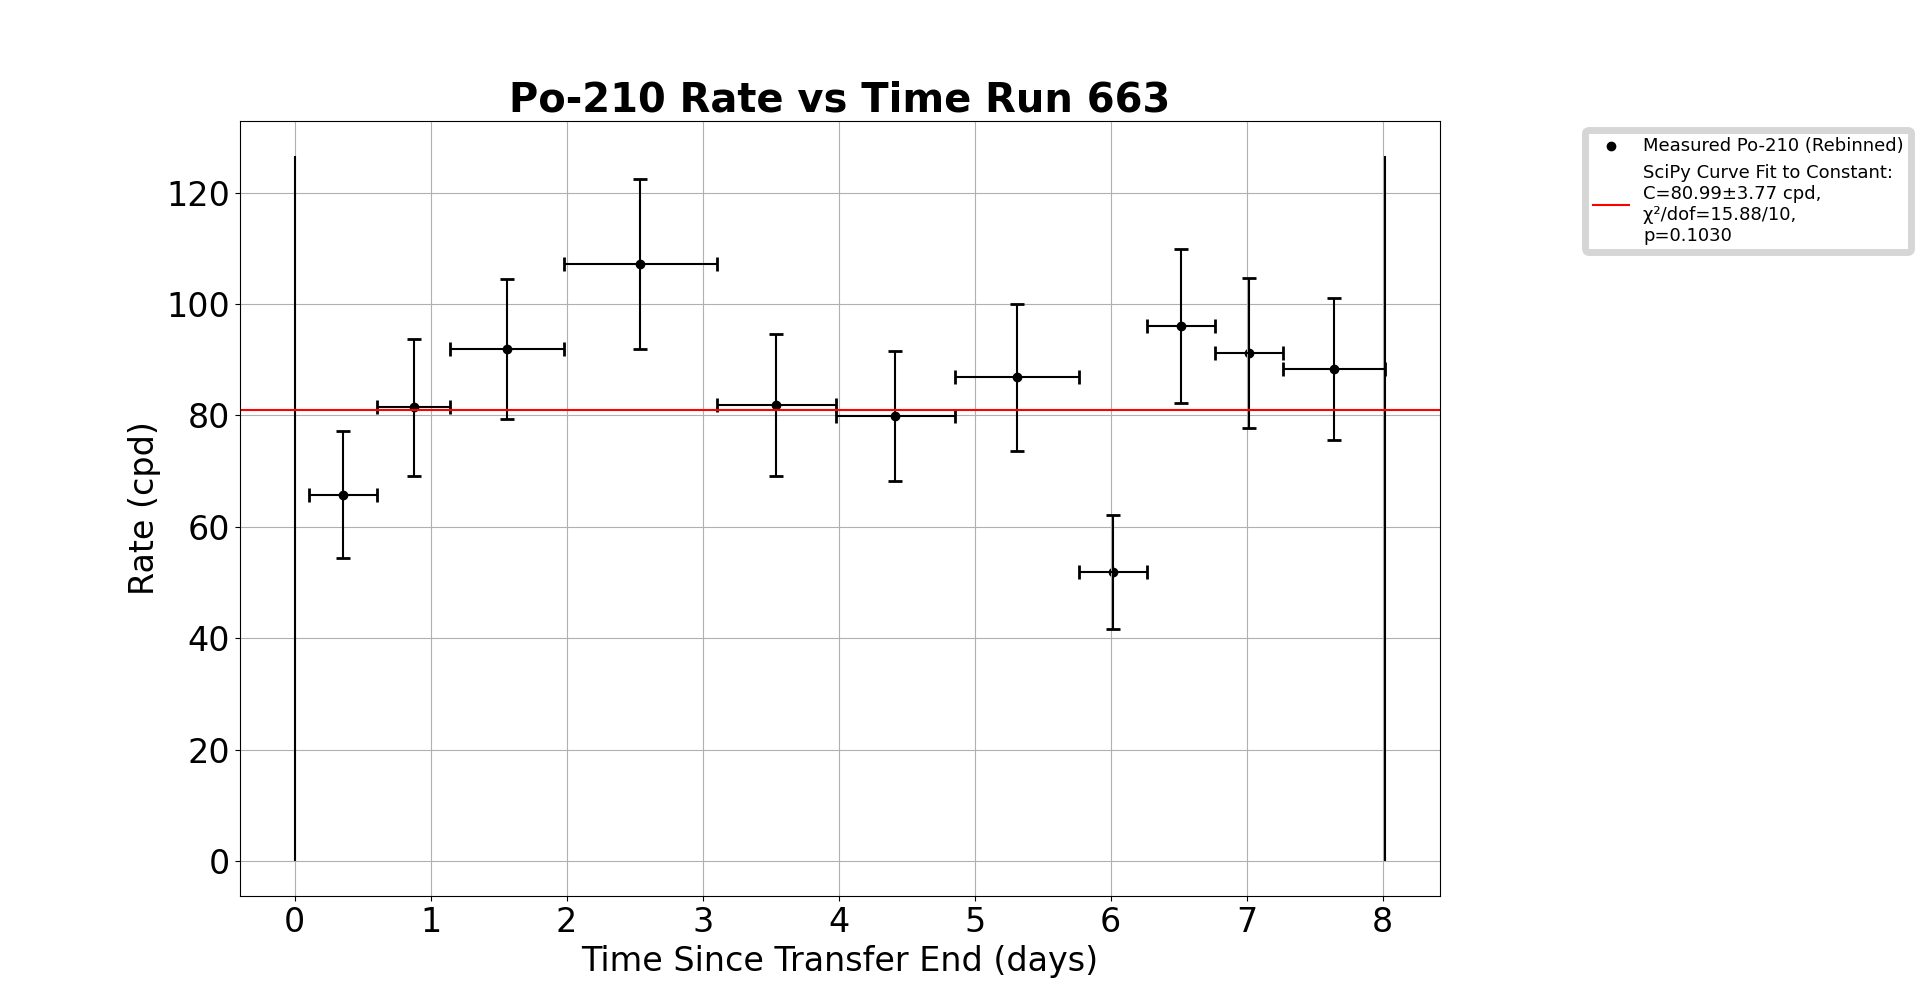 Po-210 Rate vs Time Run 663
Measured Po-210 (Rebinned)
SciPy Curve Fit to Constant:
C=80.99±3.77 cpd,
χ²/dof=15.88/10,
p=0.1030
Rate (cpd)
120
100
80
60
40
20
0
0 1 2 3 4 5 6 7 8
Time Since Transfer End (days)